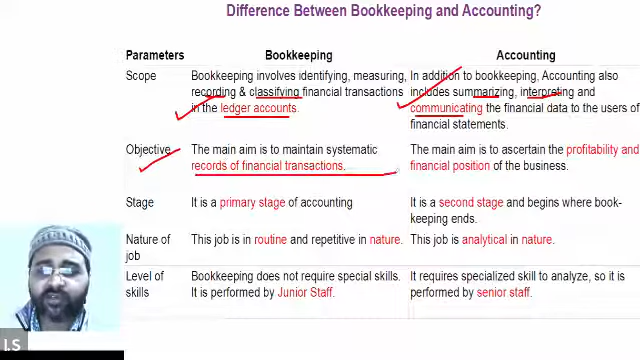 Difference Between Bookkeeping and Accounting?
Parameters Bookkeeping Accounting
Scope Bookkeeping involves identifying, measuring, In addition to bookkeeping, Accounting also
recording & classifying financial transactions includes summarizing, interpreting and
in the ledger accounts. communicating the financial data to the users of
financial statements.
Objective The main aim is to maintain systematic The main aim is to ascertain the profitability and
records of financial transactions. financial position of the business.
Stage It is a primary stage of accounting It is a second stage and begins where book-
keeping ends.
Nature of This job is in routine and repetitive in nature. This job is analytical in nature.
job
Level of Bookkeeping does not require special skills. It requires specialized skill to analyze, so it is
skills It is performed by Junior Staff. performed by senior staff.
I.S